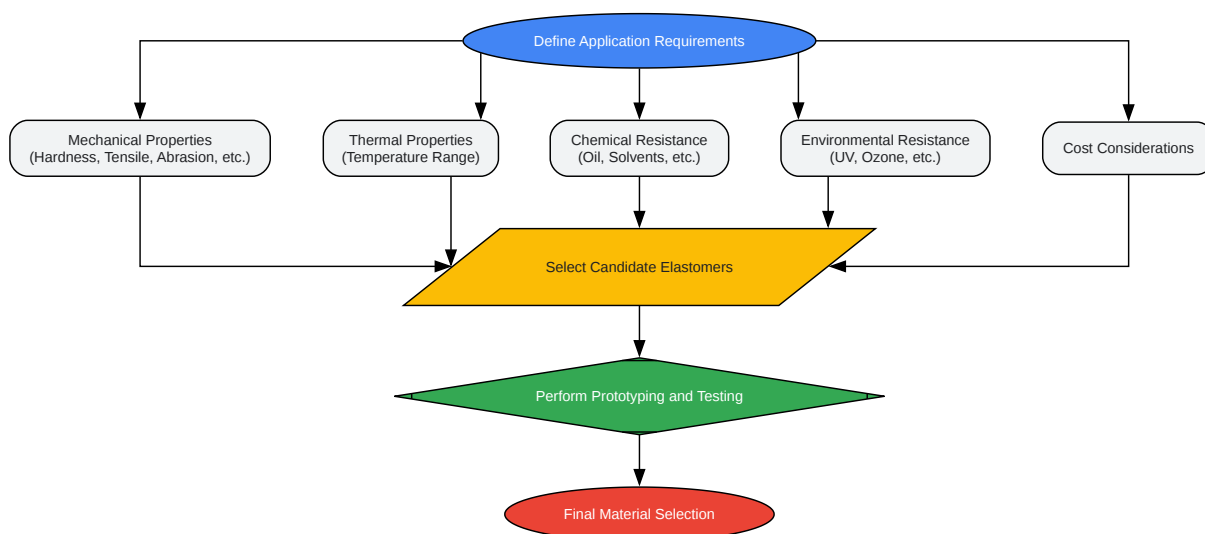 Define Application Requirements
Mechanical Properties
(Hardness, Tensile, Abrasion, etc.)
Thermal Properties
(Temperature Range)
Chemical Resistance
(Oil, Solvents, etc.)
Environmental Resistance
(UV, Ozone, etc.)
Cost Considerations
Select Candidate Elastomers
Perform Prototyping and Testing
Final Material Selection